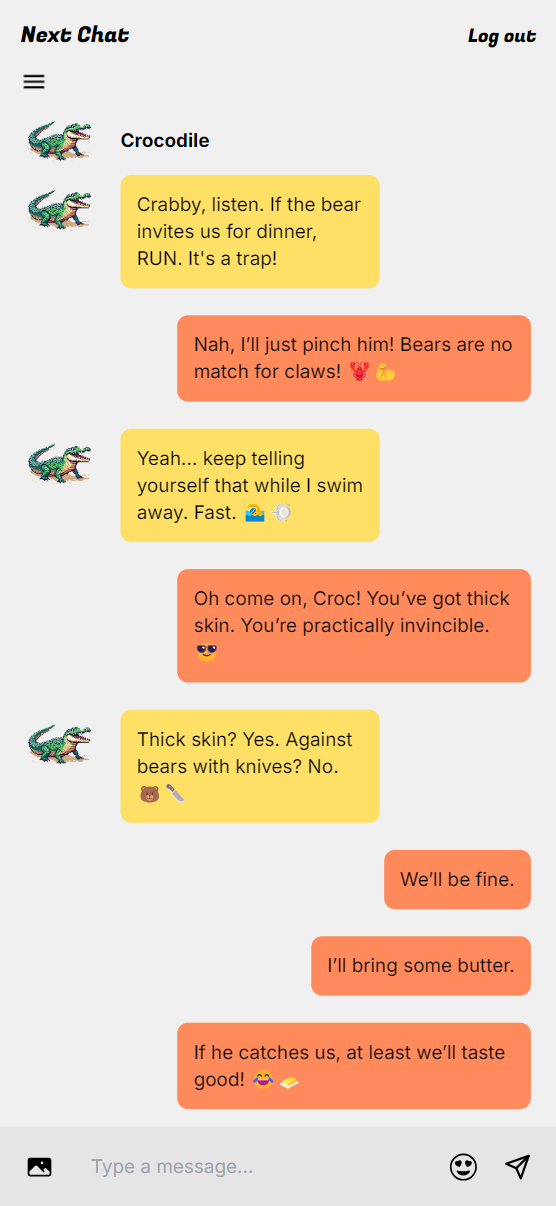 Next Chat
Log out
Crocodile
Crabby, listen. If the bear
invites us for dinner,
RUN. It's a trap!
Nah, I’ll just pinch him! Bears are no
match for claws! 🦞 💪
Yeah... keep telling
yourself that while I swim
away. Fast. 🏊 💨
Oh come on, Croc! You’ve got thick
skin. You’re practically invincible.
😎
Thick skin? Yes. Against
bears with knives? No.
🐻 🔪
We’ll be fine.
I’ll bring some butter.
If he catches us, at least we’ll taste
good! 😂 🧈
Type a message...